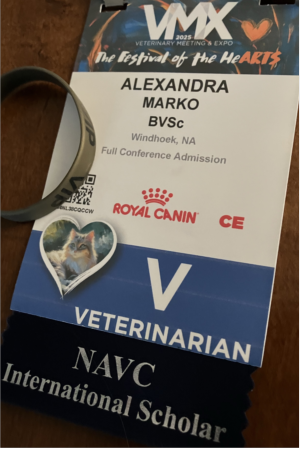 VMX
2025
VETERINARY MEETING & EXPO
The Festival of the HeARTS
ALEXANDRA
MARKO
BVSc
Windhoek, NA
Full Conference Admission
ROYAL CANIN
CE
V
VETERINARIAN
NAVC
International Scholar
VIP